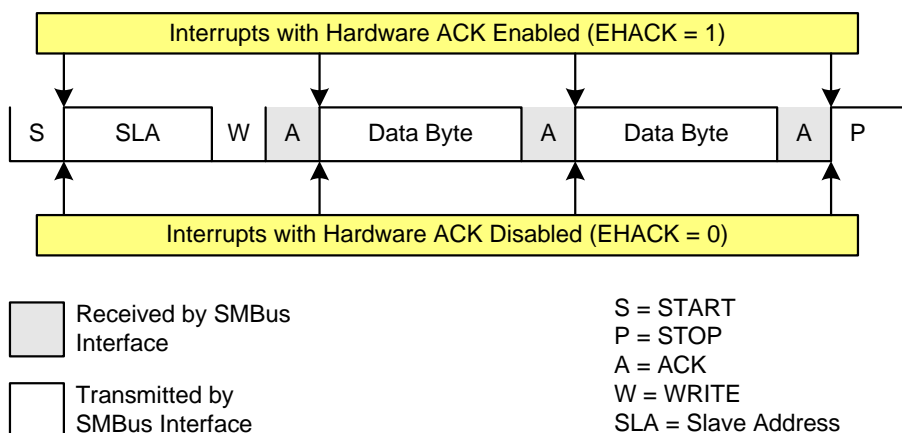 Interrupts with Hardware ACK Enabled (EHACK = 1)
S SLA W A Data Byte A Data Byte A P
Interrupts with Hardware ACK Disabled (EHACK = 0)
Received by SMBus
Interface
Transmitted by
SMBus Interface
S = START
P = STOP
A = ACK
W = WRITE
SLA = Slave Address